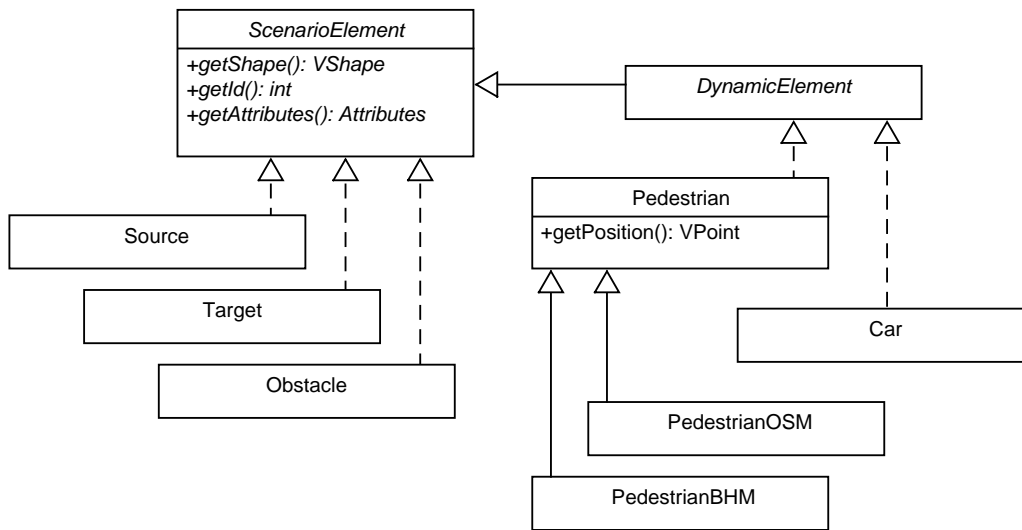 ScenarioElement
+getShape(): VShape
+getId(): int
+getAttributes(): Attributes
DynamicElement
Pedestrian
+getPosition(): VPoint
Source
Target
Car
Obstacle
PedestrianOSM
PedestrianBHM